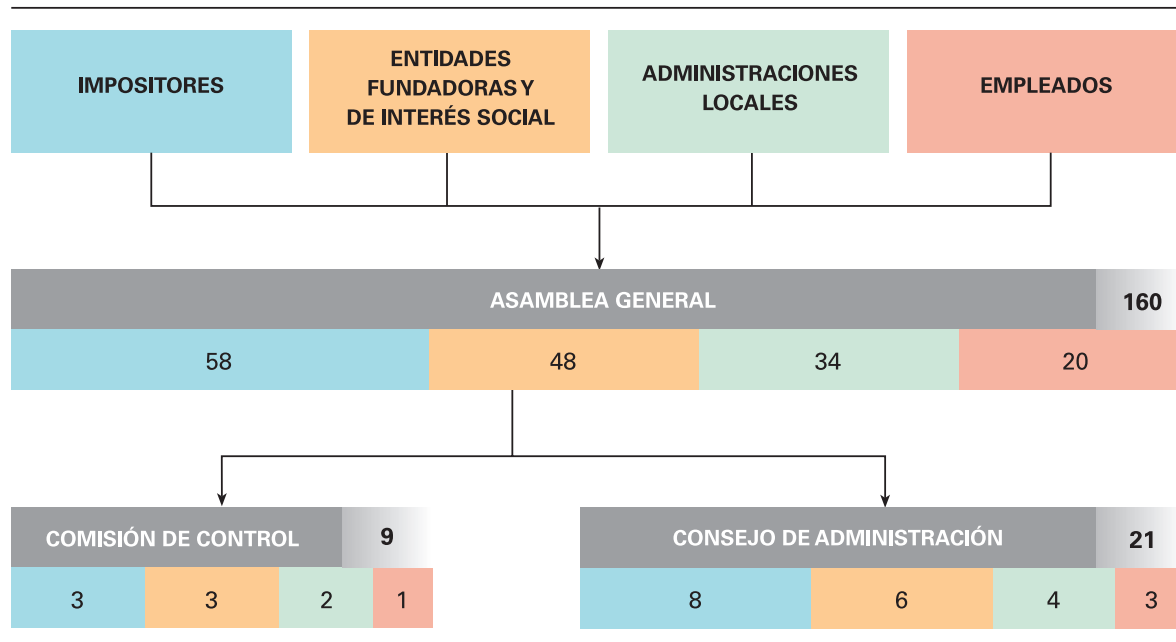 IMPOSITORES
ENTIDADES
FUNDADORAS Y
DE INTERÉS SOCIAL
ADMINISTRACIONES
LOCALES
EMPLEADOS
ASAMBLEA GENERAL 160
58 48 34 20
COMISIÓN DE CONTROL 9
3 3 2 1
CONSEJO DE ADMINISTRACIÓN 21
8 6 4 3